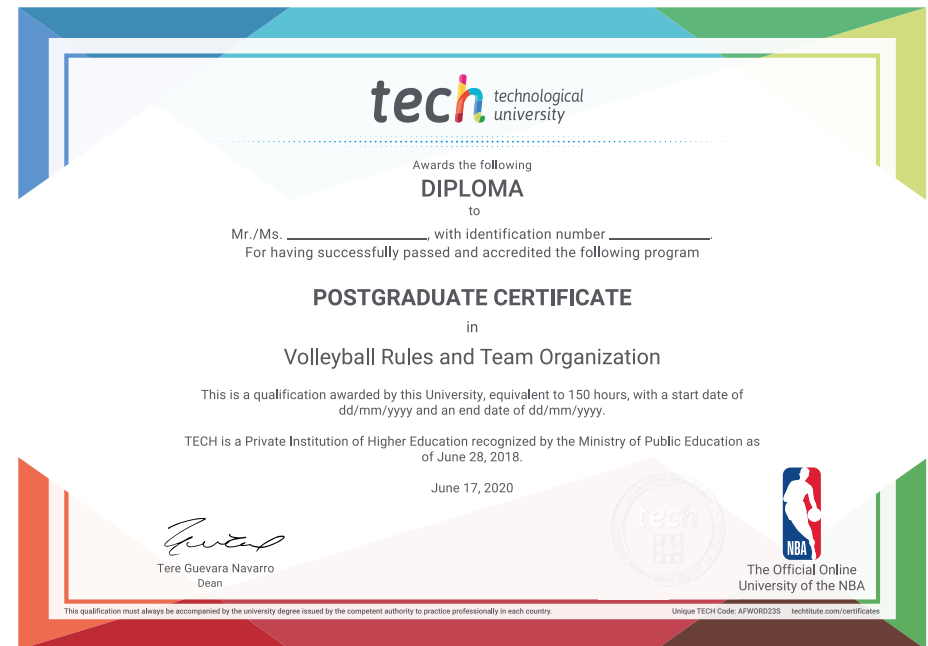 tech technological
university
Awards the following
DIPLOMA
to
Mr./Ms. __________________, with identification number _____________.
For having successfully passed and accredited the following program
POSTGRADUATE CERTIFICATE
in
Volleyball Rules and Team Organization
This is a qualification awarded by this University, equivalent to 150 hours, with a start date of
dd/mm/yyyy and an end date of dd/mm/yyyy.
TECH is a Private Institution of Higher Education recognized by the Ministry of Public Education as
of June 28, 2018.
June 17, 2020
tech
NBA
Tere Guevara Navarro
Dean
The Official Online
University of the NBA
This qualification must always be accompanied by the university degree issued by the competent authority to practice professionally in each country.
Unique TECH Code: AFWORD23S techtitute.com/certificates